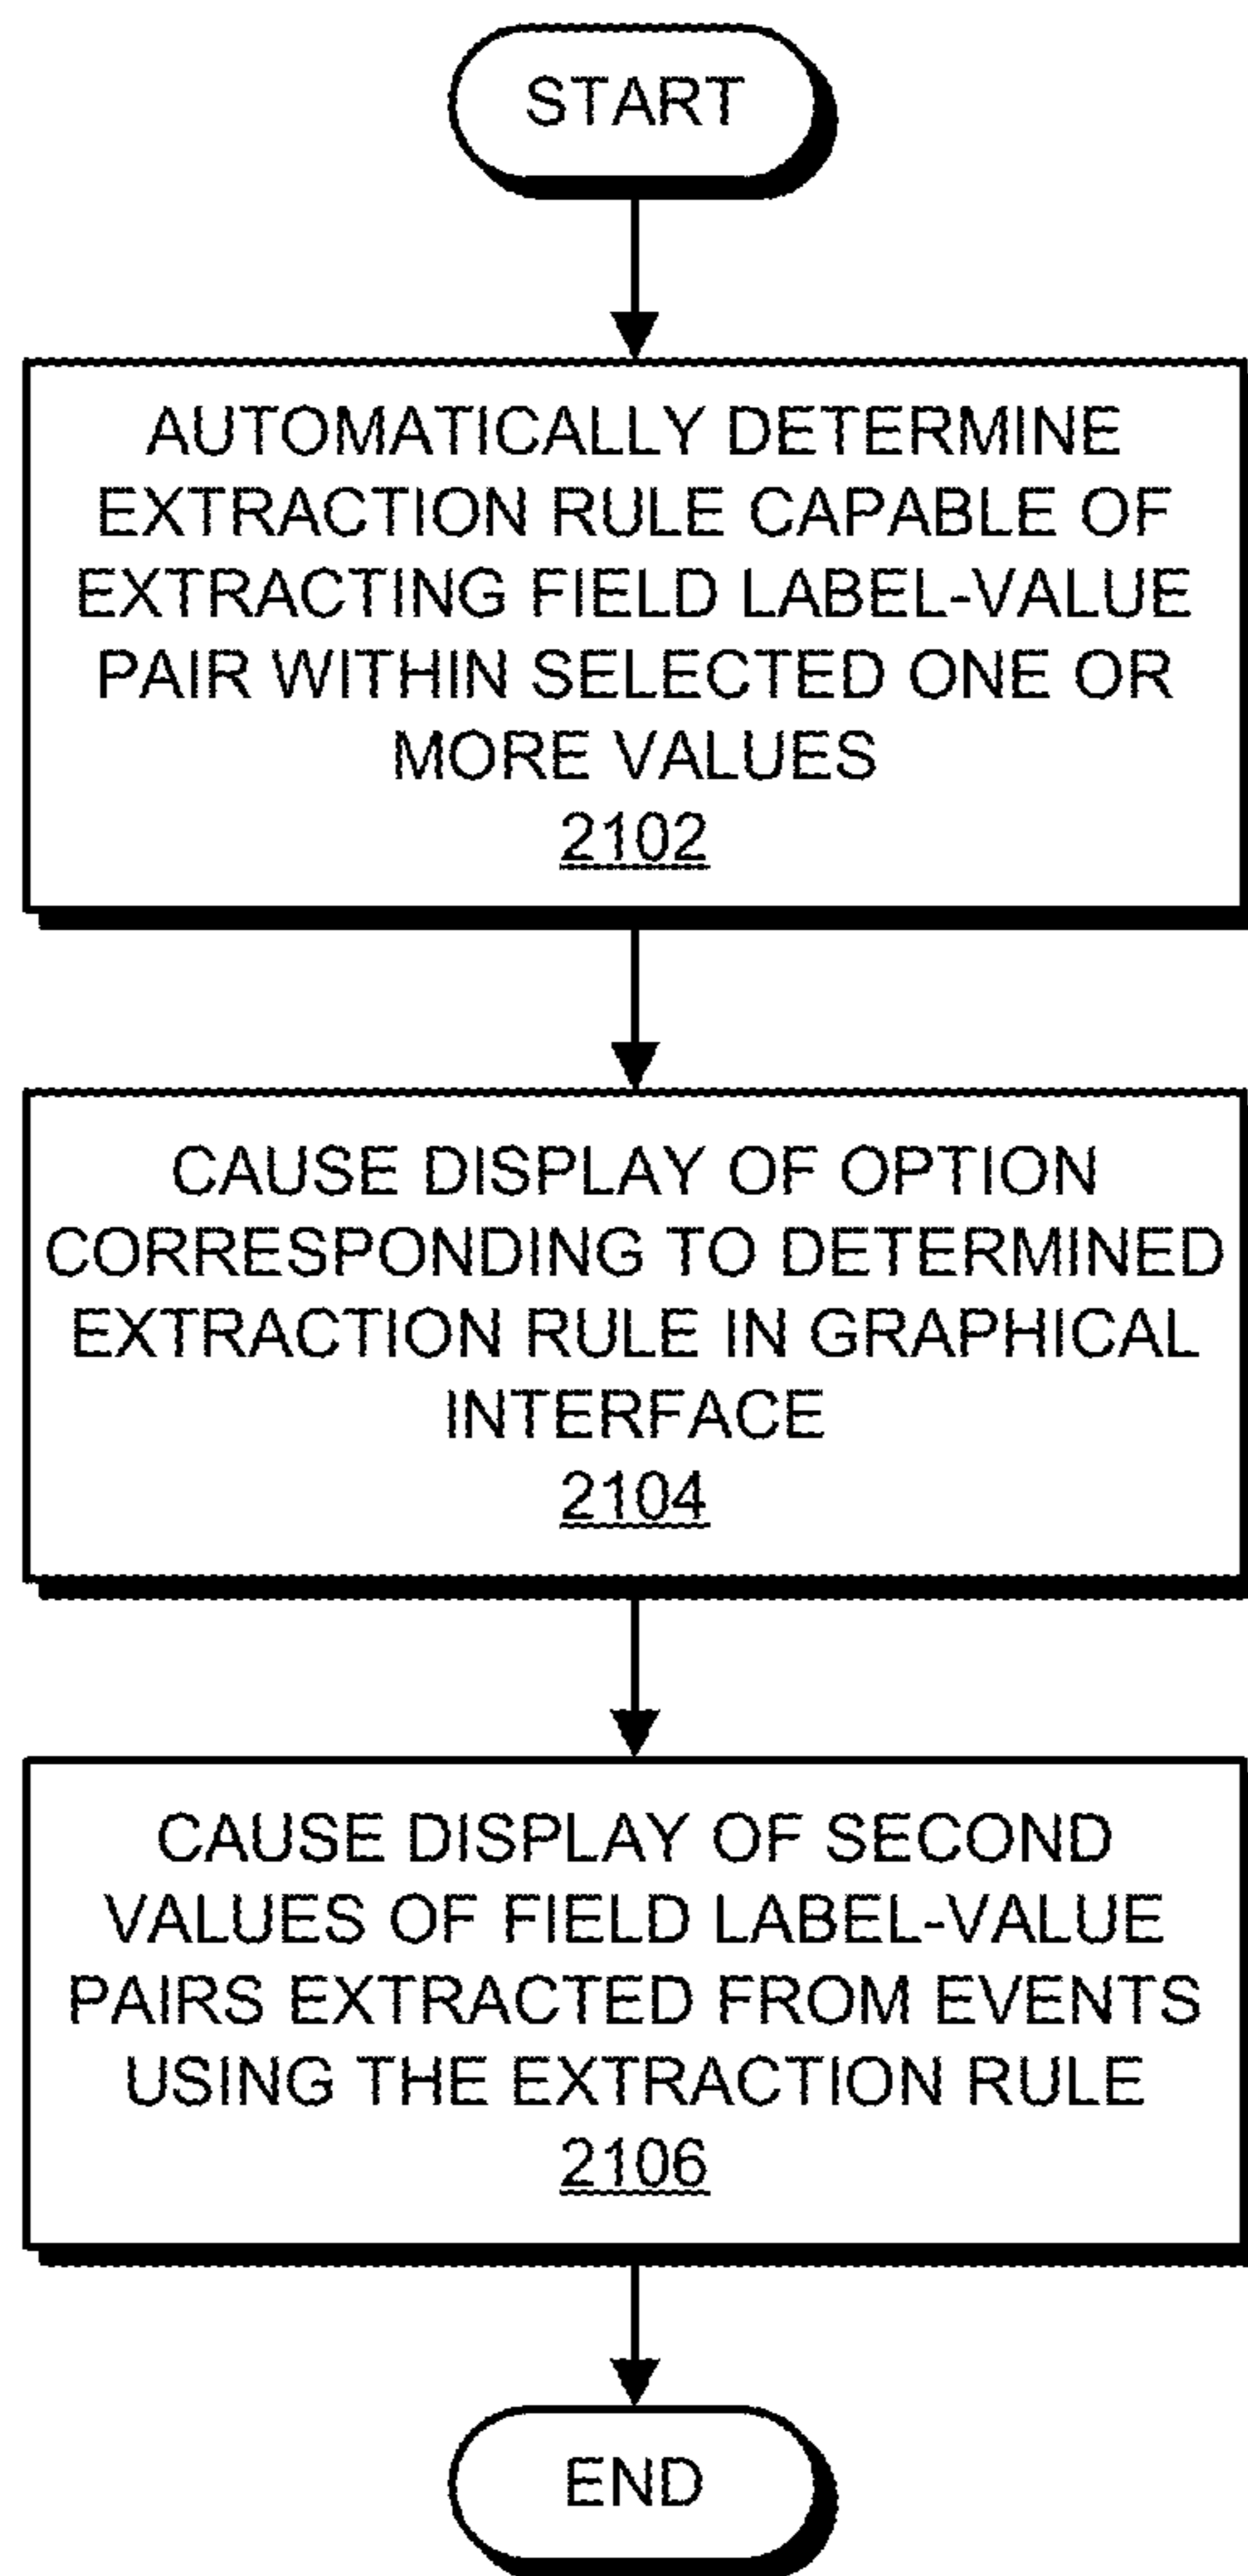 START
AUTOMATICALLY DETERMINE
EXTRACTION RULE CAPABLE OF
EXTRACTING FIELD LABEL-VALUE
PAIR WITHIN SELECTED ONE OR
MORE VALUES
2102
CAUSE DISPLAY OF OPTION
CORRESPONDING TO DETERMINED
EXTRACTION RULE IN GRAPHICAL
INTERFACE
2104
CAUSE DISPLAY OF SECOND
VALUES OF FIELD LABEL-VALUE
PAIRS EXTRACTED FROM EVENTS
USING THE EXTRACTION RULE
2106
END